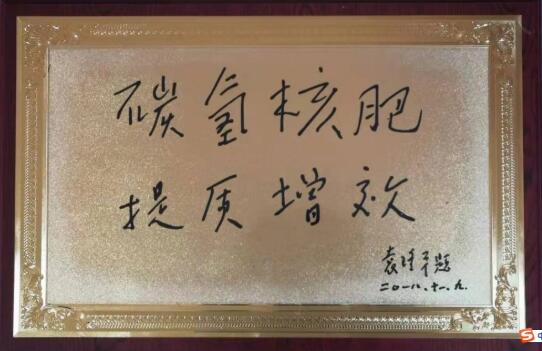 碳氢核肥
提质增效
袁隆平题
二〇一八.十一.九.